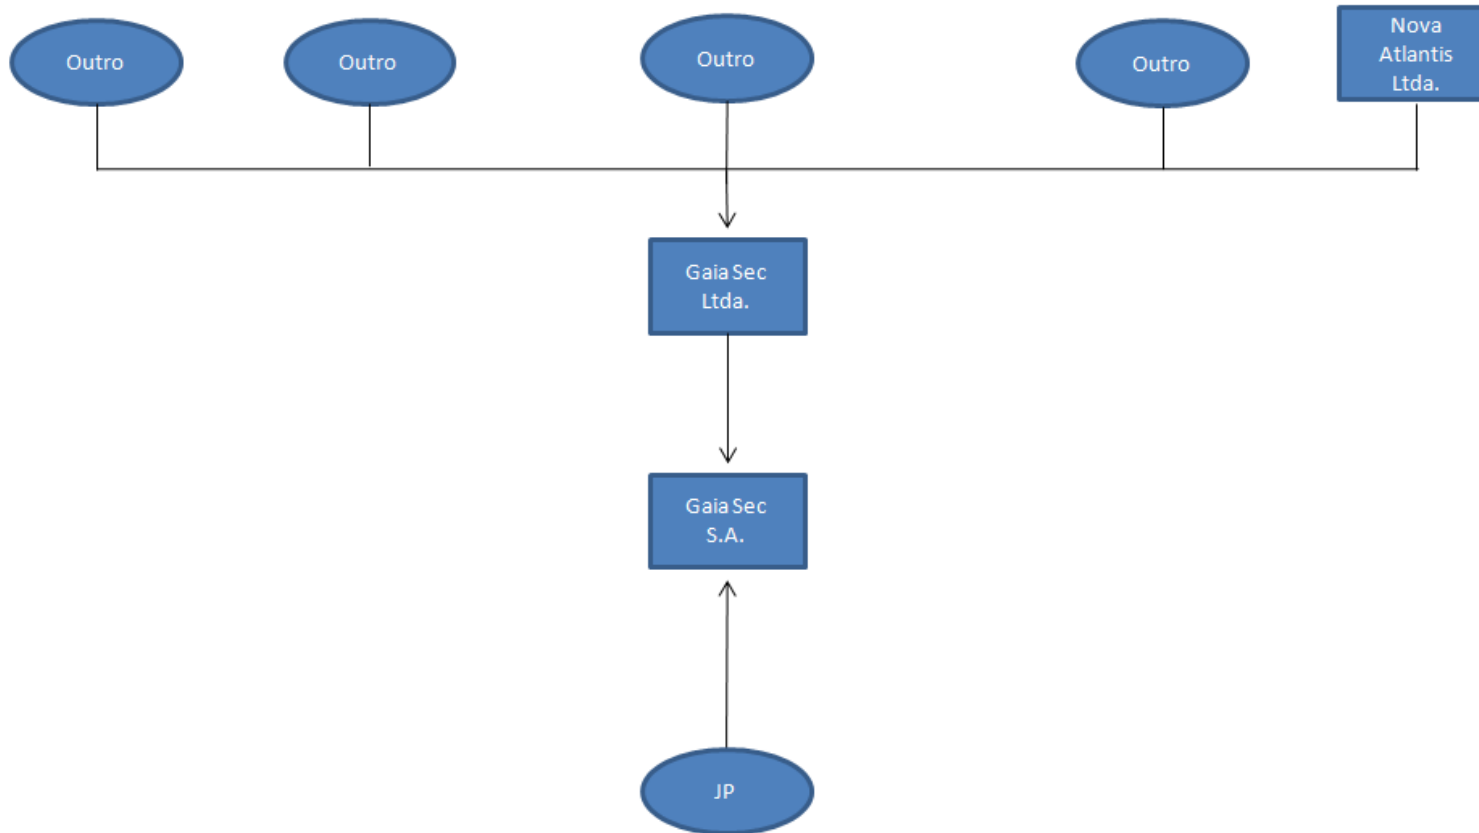 Outro
Outro
Outro
Outro
Nova
Atlantis
Ltda.
Gaia Sec
Ltda.
Gaia Sec
S.A.
JP